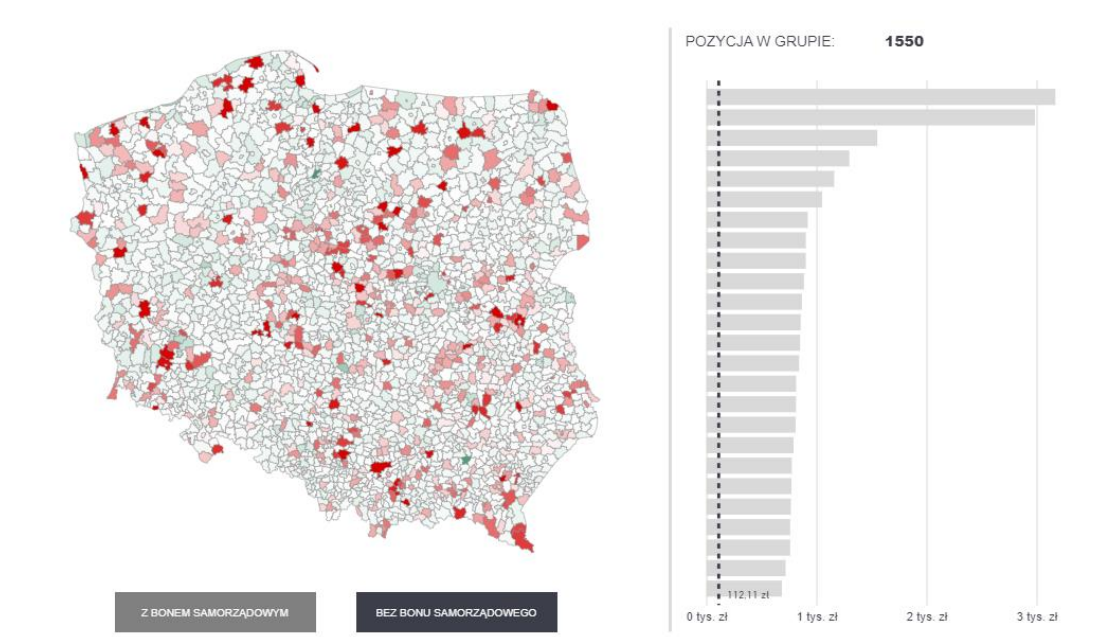 POZYCJA W GRUPIE: 1550
112,11 zł
0 tys. zł 1 tys. zł 2 tys. zł 3 tys. zł
Z BONEM SAMORZĄDOWYM BEZ BONU SAMORZĄDOWEGO